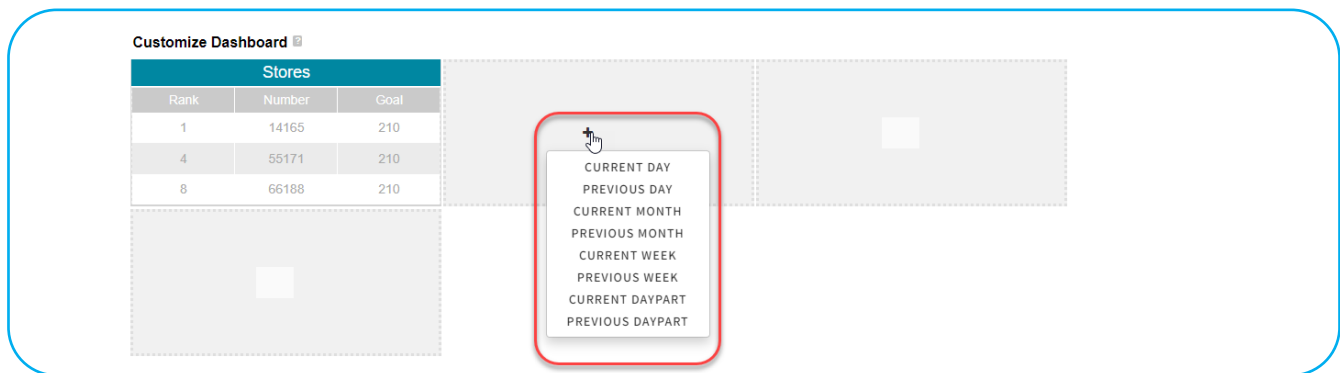 Customize Dashboard ?
Stores
Rank Number Goal
1 14165 210
4 55171 210
8 66188 210
+
CURRENT DAY
PREVIOUS DAY
CURRENT MONTH
PREVIOUS MONTH
CURRENT WEEK
PREVIOUS WEEK
CURRENT DAYPART
PREVIOUS DAYPART